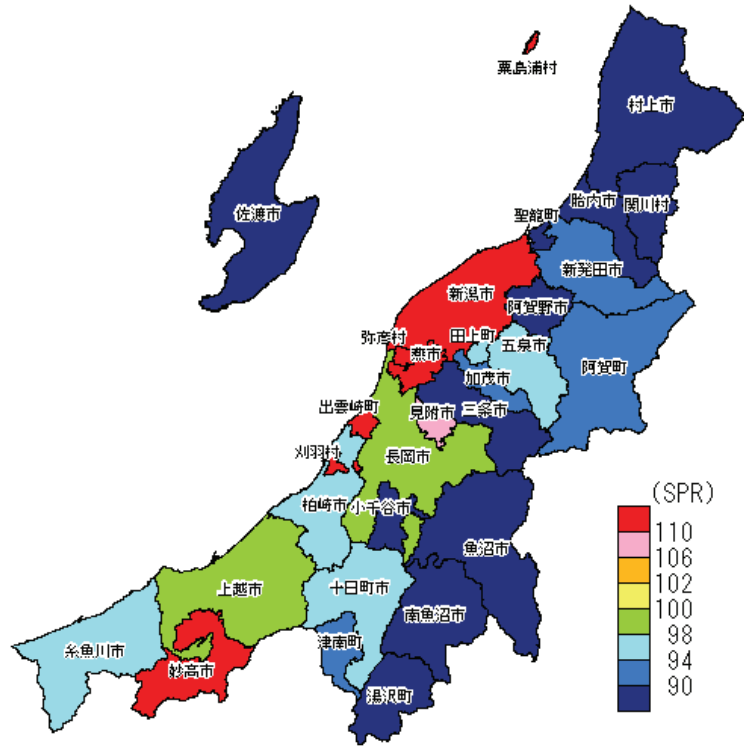 粟島浦村
村上市
佐渡市
胎内市
関川村
聖籠町
新発田市
新潟市
阿賀野市
弥彦村
田上町
五泉市
燕市
加茂市
阿賀町
出雲崎町
見附市
三条市
刈羽村
長岡市
柏崎市
小千谷市
魚沼市
上越市
十日町市
南魚沼市
糸魚川市
津南町
妙高市
湯沢町
(SPR)
110
106
102
100
98
94
90